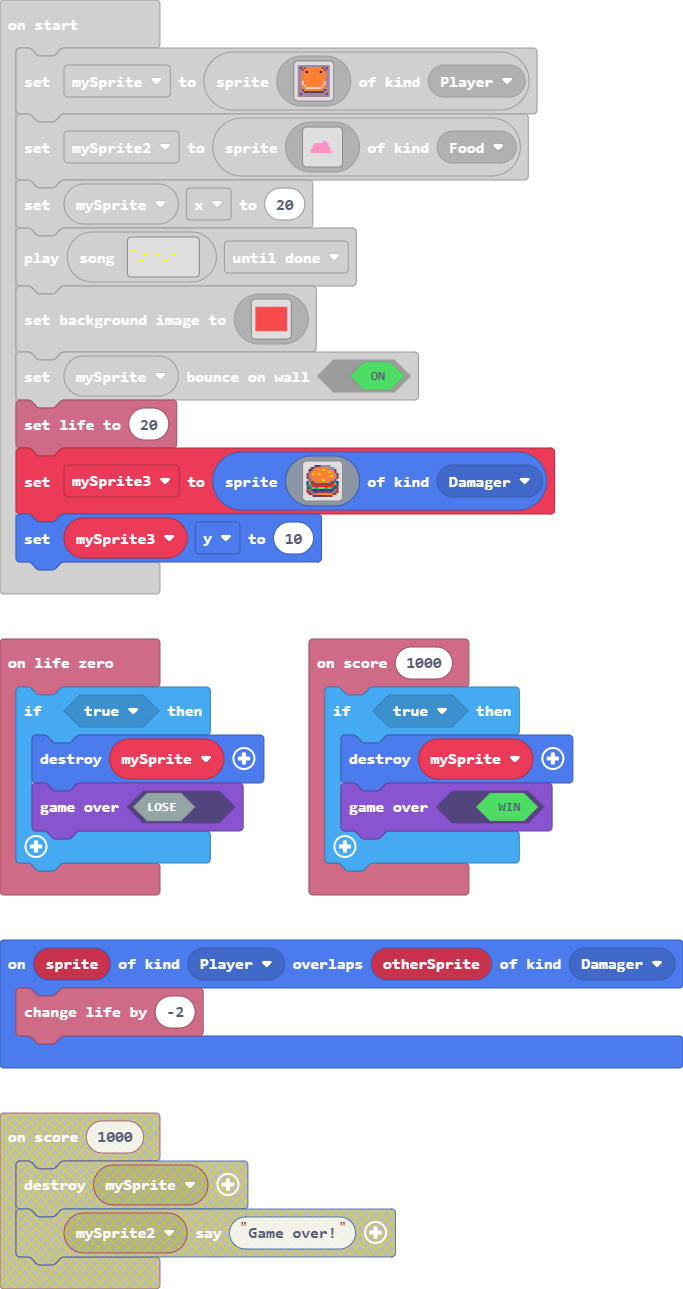 on start
set mySprite to sprite of kind Player
set mySprite2 to sprite of kind Food
set mySprite x to 20
play song until done
set background image to
set mySprite bounce on wall ON
set life to 20
set mySprite3 to sprite of kind Damager
set mySprite3 y to 10
on life zero
if true then
destroy mySprite
game over LOSE
on score 1000
if true then
destroy mySprite
game over WIN
on sprite of kind Player overlaps otherSprite of kind Damager
change life by -2
on score 1000
destroy mySprite
mySprite2 say "Game over!"